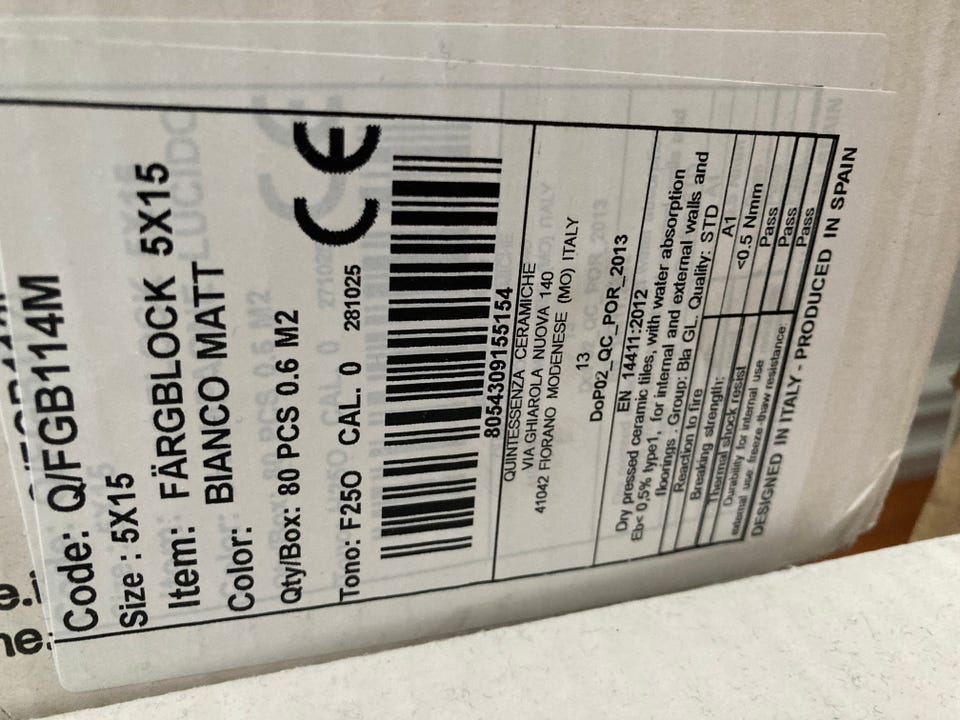 Code: Q/FGB114M
Size : 5X15
Item: FÄRGBLOCK 5X15
BIANCO MATT
Color:
Qty/Box: 80 PCS 0.6 M2
Tono: F25O CAL. 0 281025
CE
8054309155154
QUINTESSENZA CERAMICHE
VIA GHIAROLA NUOVA 140
41042 FIORANO MODENESE (MO) ITALY
13
DoP02_QC_POR_2013
EN 14411:2012
Dry pressed ceramic tiles, with water absorption
Eb< 0,5% type1, for internal and external walls and
floorings . Group: BIa GL. Quality: STD
Reaction to fire A1
Breaking strength: <0.5 Nmm
Thermal shock resist Pass
Durability for internal use Pass
external use: freeze-thaw resistance: Pass
DESIGNED IN ITALY - PRODUCED IN SPAIN